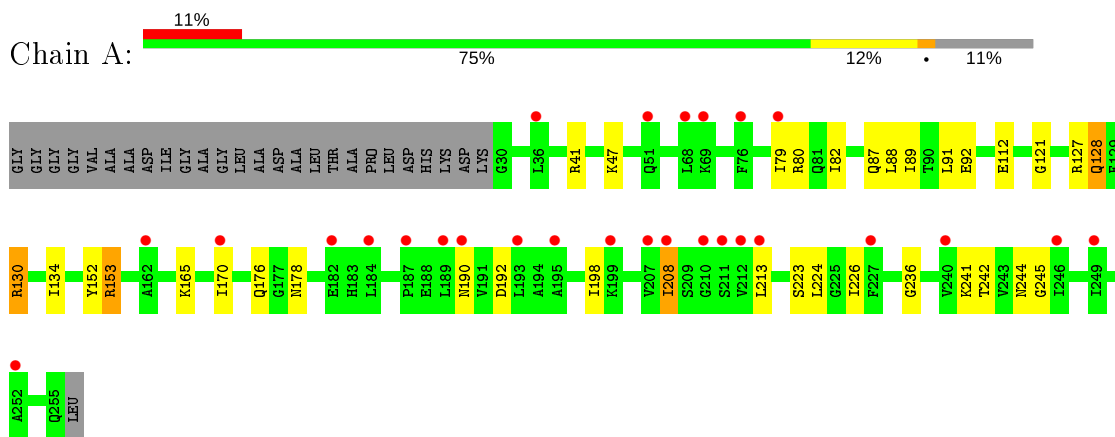 11%
Chain A:
75% 12% • 11%
GLY GLY GLY GLY VAL ALA ALA ASP ILE GLY ALA GLY LEU ALA ASP ALA LEU THR ALA PRO LEU ASP HIS LYS ASP LYS G30 L36 R41 K47 Q51 L68 K69 F76 I79 R80 Q81 I82 Q87 L88 I89 T90 L91 E92 E112 G121 R127 Q128 E129
R130 I134 Y152 R153 A162 K165 I170 Q176 G177 N178 E182 H183 L184 P187 E188 L189 N190 V191 D192 L193 A194 A195 I198 K199 V207 I208 S209 G210 S211 V212 L213 S223 L224 G225 I226 F227 G236 V240 K241 T242 V243 N244 G245 I246 I249
A252 Q255 LEU